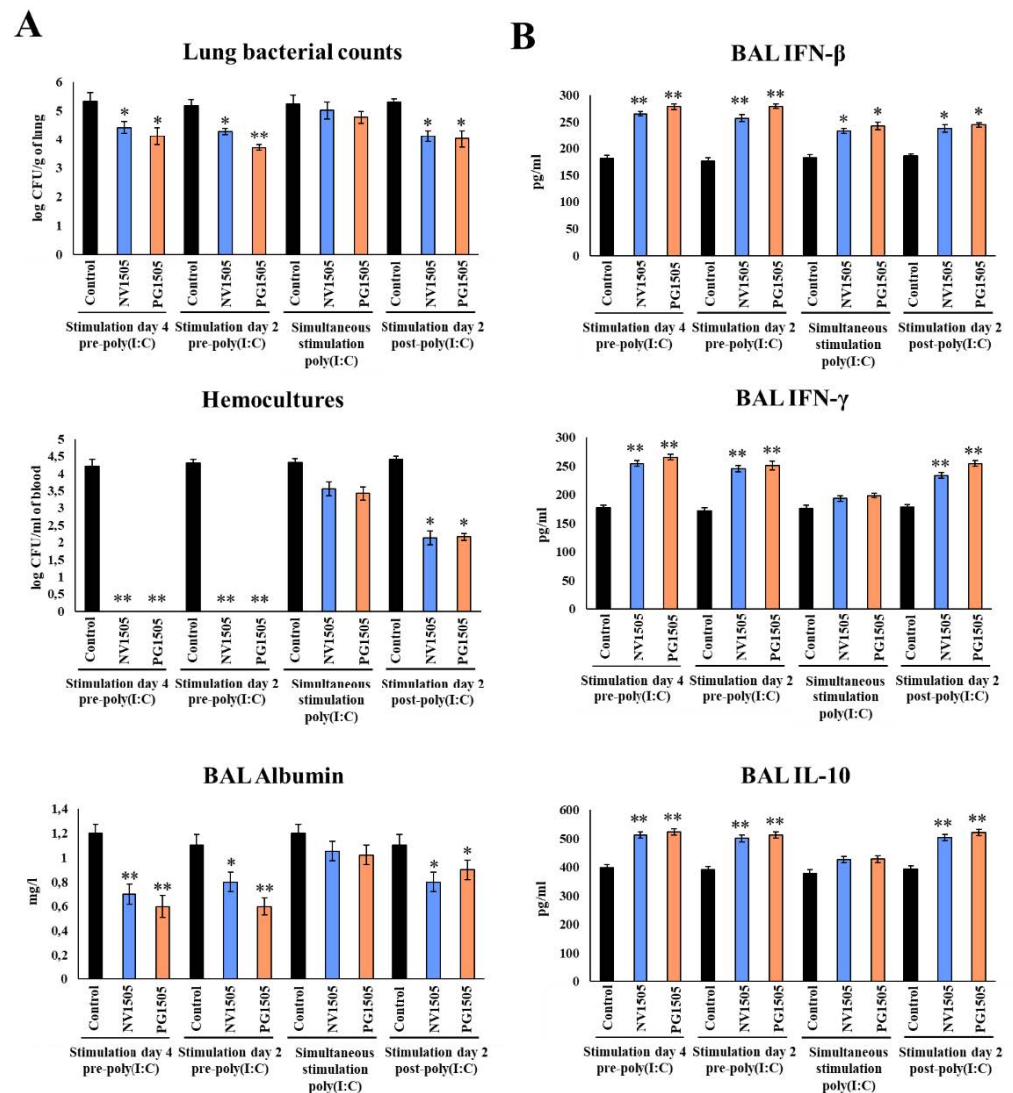 A
Lung bacterial counts
log CFU/g of lung
6
5
4
3
2
1
0
* * * ** * *
Control NV1505 PG1505 Control NV1505 PG1505 Control NV1505 PG1505 Control NV1505 PG1505
Stimulation day 4 Stimulation day 2 Simultaneous Stimulation day 2
pre-poly(I:C) pre-poly(I:C) stimulation post-poly(I:C)
poly(I:C)
Hemocultures
log CFU/ml of blood
5
4,5
4
3,5
3
2,5
2
1,5
1
0,5
0
** ** ** ** * *
Control NV1505 PG1505 Control NV1505 PG1505 Control NV1505 PG1505 Control NV1505 PG1505
Stimulation day 4 Stimulation day 2 Simultaneous Stimulation day 2
pre-poly(I:C) pre-poly(I:C) stimulation post-poly(I:C)
poly(I:C)
BAL Albumin
mg/l
1,4
1,2
1
0,8
0,6
0,4
0,2
0
** ** * ** * *
Control NV1505 PG1505 Control NV1505 PG1505 Control NV1505 PG1505 Control NV1505 PG1505
Stimulation day 4 Stimulation day 2 Simultaneous Stimulation day 2
pre-poly(I:C) pre-poly(I:C) stimulation post-poly(I:C)
poly(I:C)
B
BAL IFN-β
pg/ml
300
250
200
150
100
50
0
** ** ** ** * * * *
Control NV1505 PG1505 Control NV1505 PG1505 Control NV1505 PG1505 Control NV1505 PG1505
Stimulation day 4 Stimulation day 2 Simultaneous Stimulation day 2
pre-poly(I:C) pre-poly(I:C) stimulation post-poly(I:C)
poly(I:C)
BAL IFN-γ
pg/ml
300
250
200
150
100
50
0
** ** ** ** ** **
Control NV1505 PG1505 Control NV1505 PG1505 Control NV1505 PG1505 Control NV1505 PG1505
Stimulation day 4 Stimulation day 2 Simultaneous Stimulation day 2
pre-poly(I:C) pre-poly(I:C) stimulation post-poly(I:C)
poly(I:C)
BAL IL-10
pg/ml
600
500
400
300
200
100
0
** ** ** ** ** **
Control NV1505 PG1505 Control NV1505 PG1505 Control NV1505 PG1505 Control NV1505 PG1505
Stimulation day 4 Stimulation day 2 Simultaneous Stimulation day 2
pre-poly(I:C) pre-poly(I:C) stimulation post-poly(I:C)
poly(I:C)